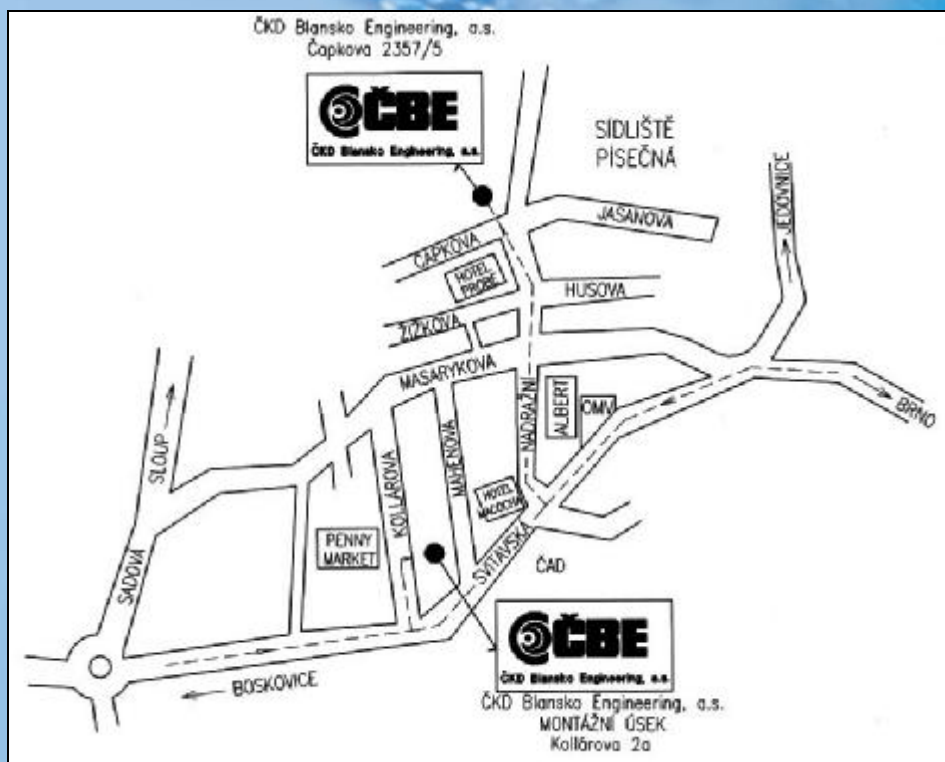 ČKD Blansko Engineering, a.s.
Čapkova 2357/5
ČBE
ČKD Blansko Engineering, a.s.
SÍDLIŠTĚ
PÍSEČNÁ
JEDOVNICE
JASANOVA
ČAPKOVA
HOTEL
PROBE
HUSOVA
ŽIŽKOVA
MASARYKOVA
NÁDRAŽNÍ
ALBERT
OMV
BRNO
SLOUP
KOLLÁROVA
MAHENOVA
HOTEL
MACOCHA
PENNY
MARKET
SVITAVSKÁ
ČAD
SADOVÁ
BOSKOVICE
ČBE
ČKD Blansko Engineering, a.s.
ČKD Blansko Engineering, a.s.
MONTÁŽNÍ ÚSEK
Kollárova 2a